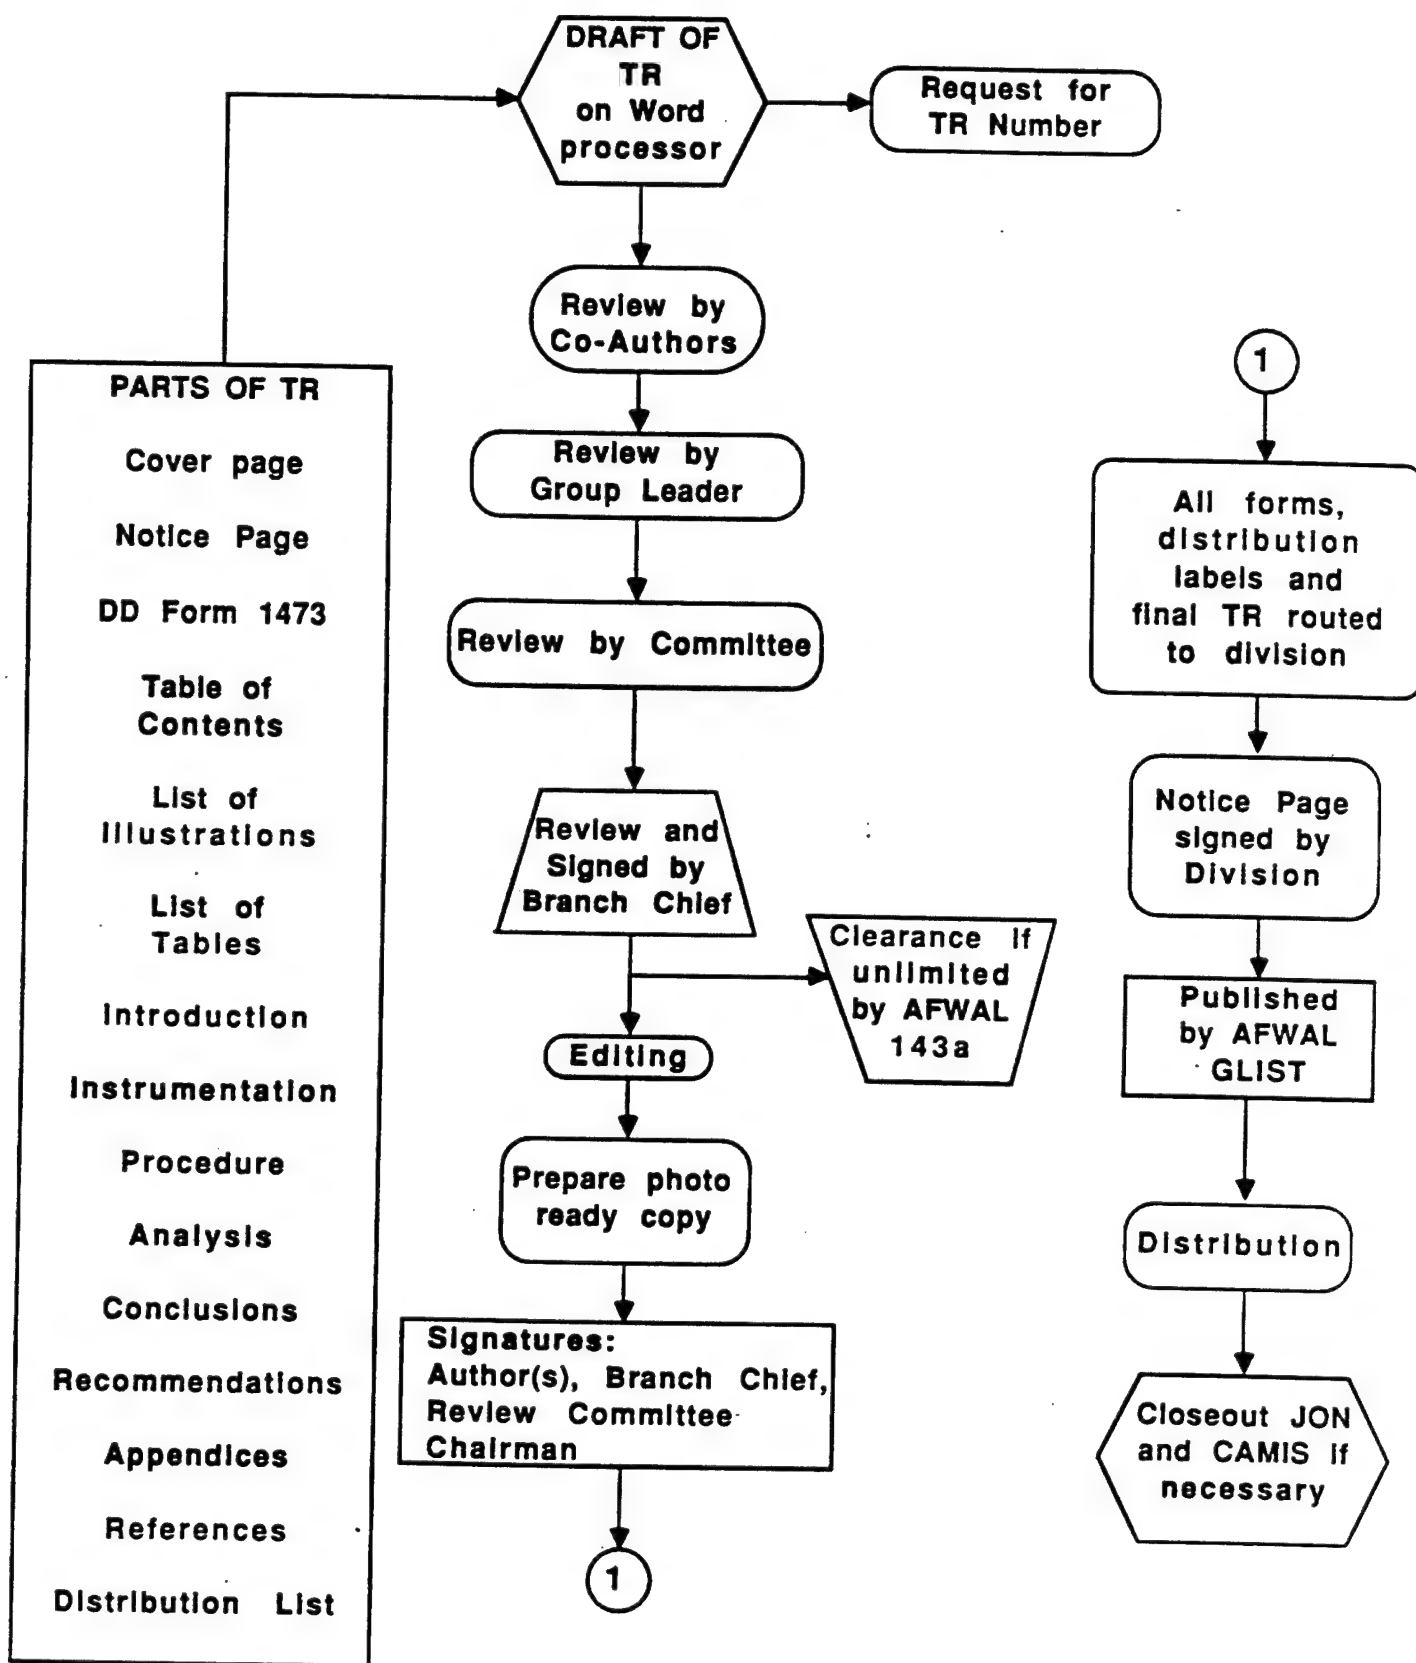 DRAFT OF
TR
on Word
processor
Request for
TR Number
Review by
Co-Authors
Review by
Group Leader
Review by Committee
Review and
Signed by
Branch Chief
Clearance if
unlimited
by AFWAL
143a
Editing
Prepare photo
ready copy
Signatures:
Author(s), Branch Chief,
Review Committee
Chairman
1
PARTS OF TR
Cover page
Notice Page
DD Form 1473
Table of
Contents
List of
Illustrations
List of
Tables
Introduction
Instrumentation
Procedure
Analysis
Conclusions
Recommendations
Appendices
References
Distribution List
1
All forms,
distribution
labels and
final TR routed
to division
Notice Page
signed by
Division
Published
by AFWAL
GLIST
Distribution
Closeout JON
and CAMIS if
necessary